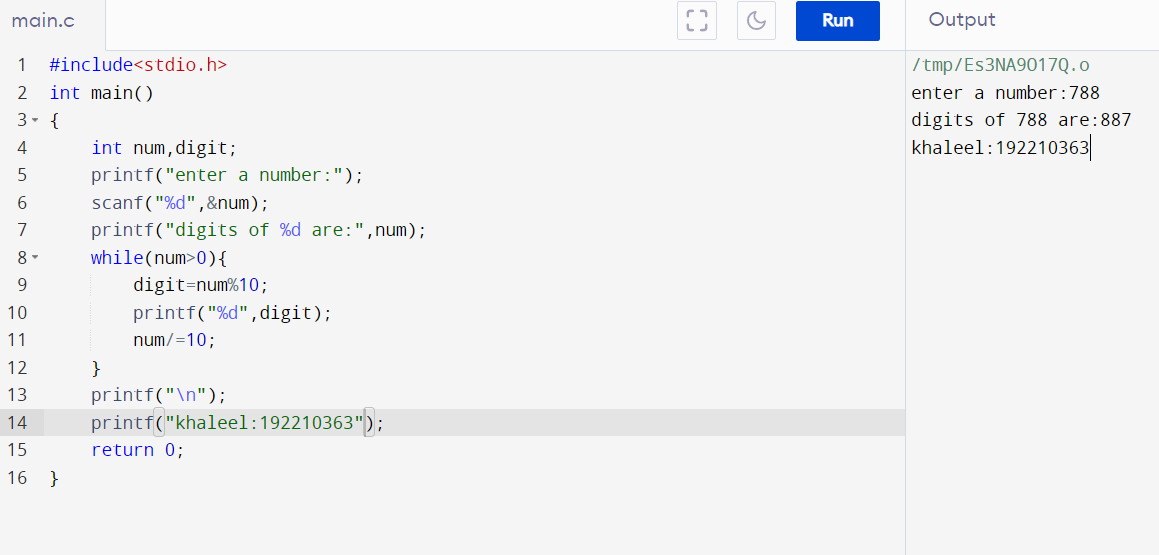 main.c
Run
Output
1 #include<stdio.h>
2 int main()
3 {
4     int num,digit;
5     printf("enter a number:");
6     scanf("%d",&num);
7     printf("digits of %d are:",num);
8     while(num>0){
9         digit=num%10;
10         printf("%d",digit);
11         num/=10;
12     }
13     printf("\n");
14     printf("khaleel:192210363");
15     return 0;
16 }
/tmp/Es3NA9O17Q.o
enter a number:788
digits of 788 are:887
khaleel:192210363